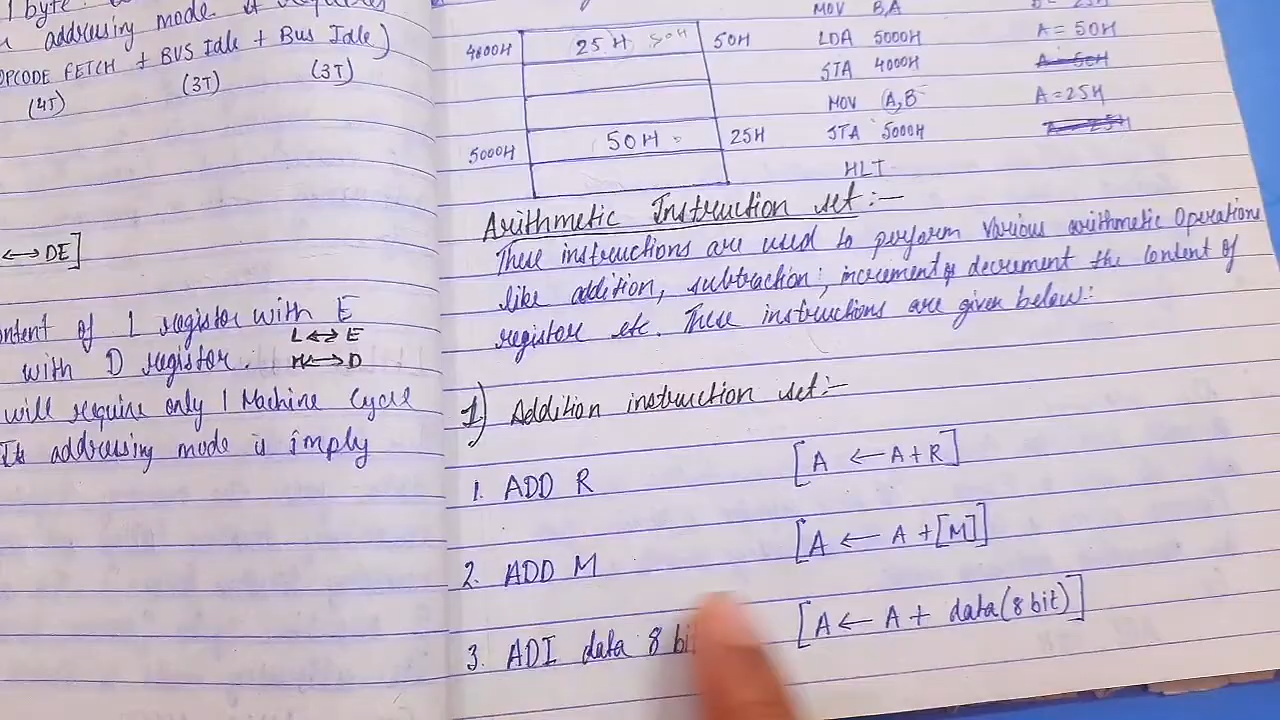 1 byte.
addressing mode it requires
OPCODE FETCH + BUS Idle + Bus Idle)
(4T) (3T) (3T)
←→ DE]
ontent of L register with E
L ←→ E
with D register. H ←→ D
will require only 1 Machine Cycle
Its addressing mode is imply
MOV B,A
4000H 25H 50H 50H LDA 5000H A = 50H
STA 4000H A = 50H
MOV A,B A = 25H
5000H 50H 25H STA 5000H A = 25H
HLT
Arithmetic Instruction set:-
These instructions are used to perform various arithmetic operations
like addition, subtraction, increment & decrement the content of
register etc. These instructions are given below:
1) Addition instruction set:-
1. ADD R [A ← A+R]
2. ADD M [A ← A +[M]]
3. ADI data 8 bi [A ← A + data(8 bit)]